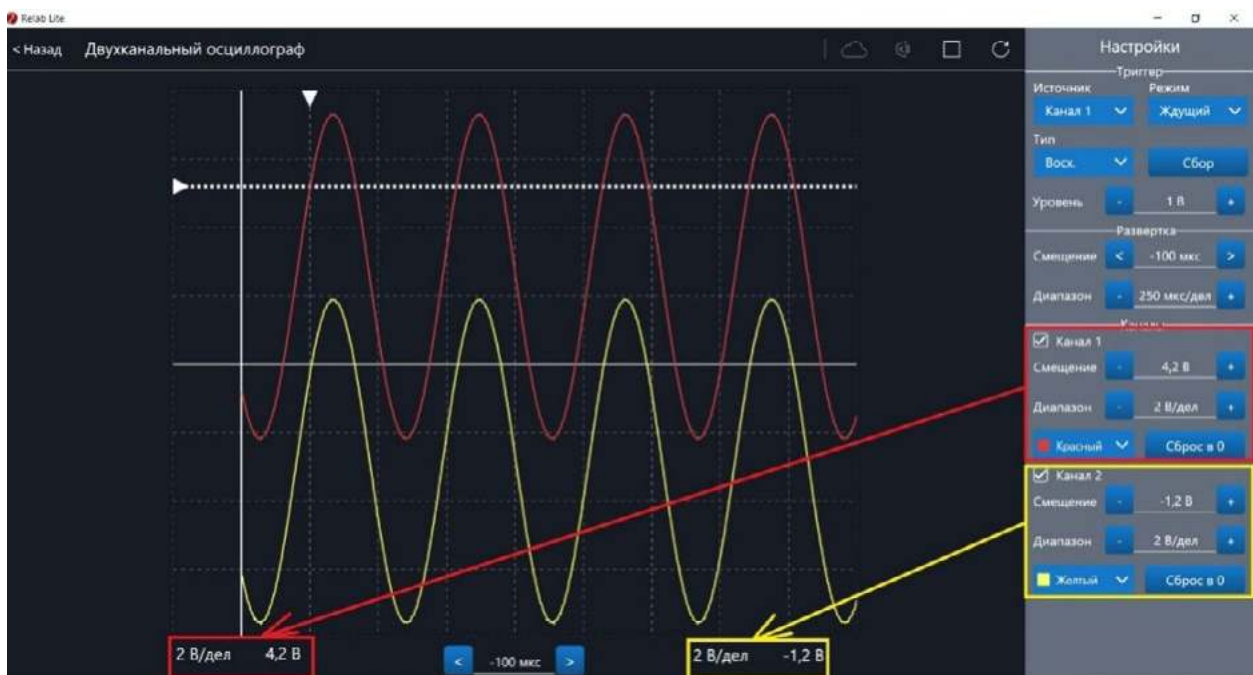 Relab Lite
< Назад Двухканальный осциллограф
Настройки
Триггер
Источник Режим
Канал 1 Ждущий
Тип
Восх. Сбор
Уровень - 1 В +
Развертка
Смещение < -100 мкс >
Диапазон - 250 мкс/дел +
Каналы
Канал 1
Смещение - 4,2 В +
Диапазон - 2 В/дел +
Красный Сброс в 0
Канал 2
Смещение - -1,2 В +
Диапазон - 2 В/дел +
Желтый Сброс в 0
2 В/дел 4,2 В < -100 мкс > 2 В/дел -1,2 В